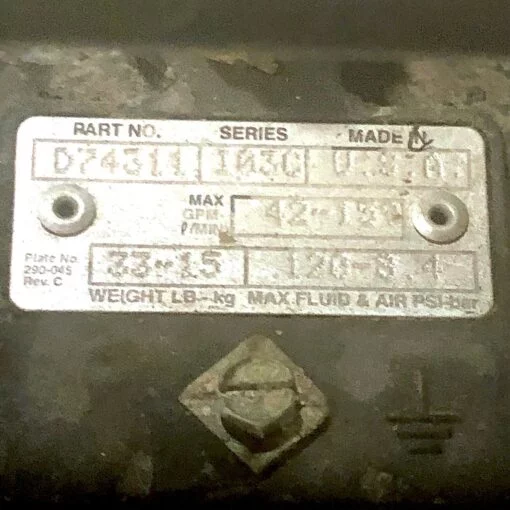 PART NO. SERIES MADE IN
D74311 I03C U.S.A.
MAX
GPM- 42-159
ℓ/MIN
Plate No. 33-15 120-8.4
290-045
Rev. C
WEIGHT LB - kg MAX FLUID & AIR PSI-bar